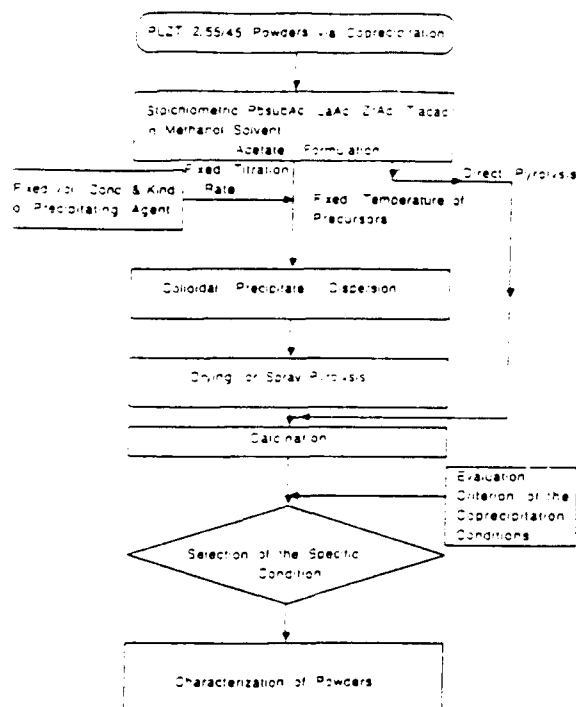 PLZT 2.55/45 Powders via Coprecipitation
Stoichiometric PbsubAc LaAc ZrAc Tiacac
in Methanol Solvent
Acetate Formulation
Fixed Titration
Rate
Direct Pyrolysis
Fixed Vol Conc & Kind
of Precipitating Agent
Fixed Temperature of
Precursors
Colloidal Precipitate Dispersion
Drying or Spray Pyrolysis
Calcination
Evaluation
Criterion of the
Coprecipitation
Conditions
Selection of the Specific
Condition
Characterization of Powders